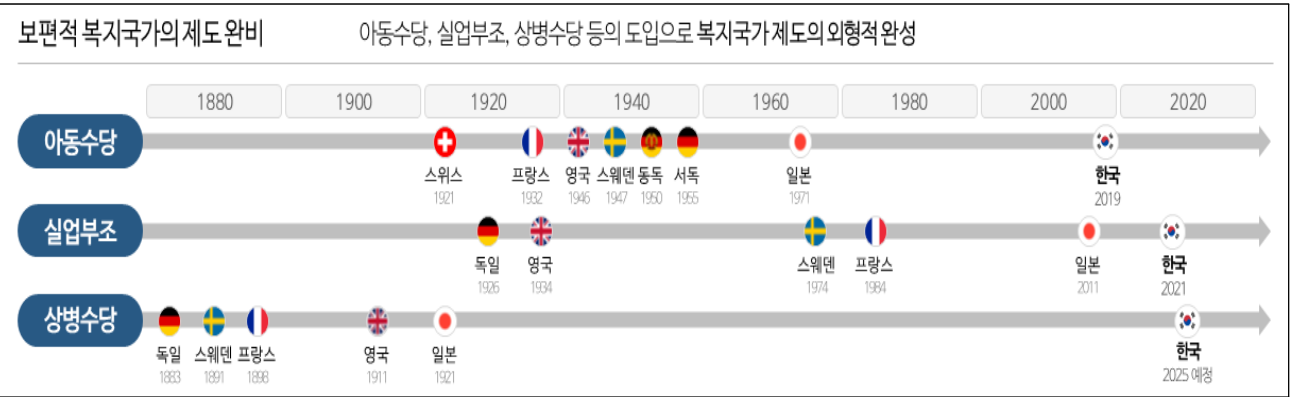 보편적 복지국가의 제도 완비
아동수당, 실업부조, 상병수당 등의 도입으로 복지국가 제도의 외형적 완성
1880 1900 1920 1940 1960 1980 2000 2020
아동수당
스위스 프랑스 영국 스웨덴 동독 서독 일본 한국
1921 1932 1946 1947 1950 1955 1971 2019
실업부조
독일 영국 스웨덴 프랑스 일본 한국
1926 1934 1974 1984 2011 2021
상병수당
독일 스웨덴 프랑스 영국 일본 한국
1883 1891 1898 1911 1921 2025 예정